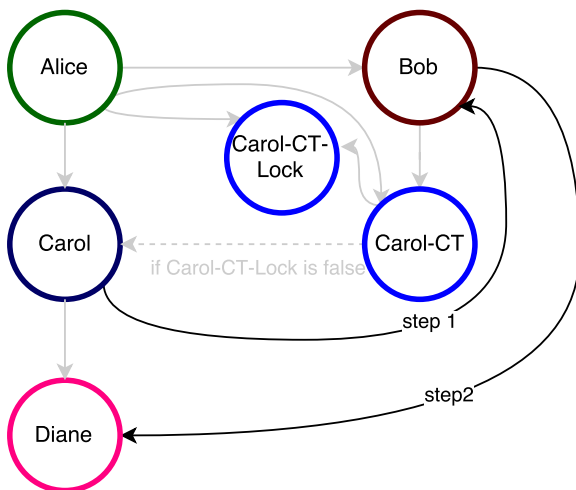 Alice
Bob
Carol-CT-
Lock
Carol
Carol-CT
if Carol-CT-Lock is false
step 1
step2
Diane